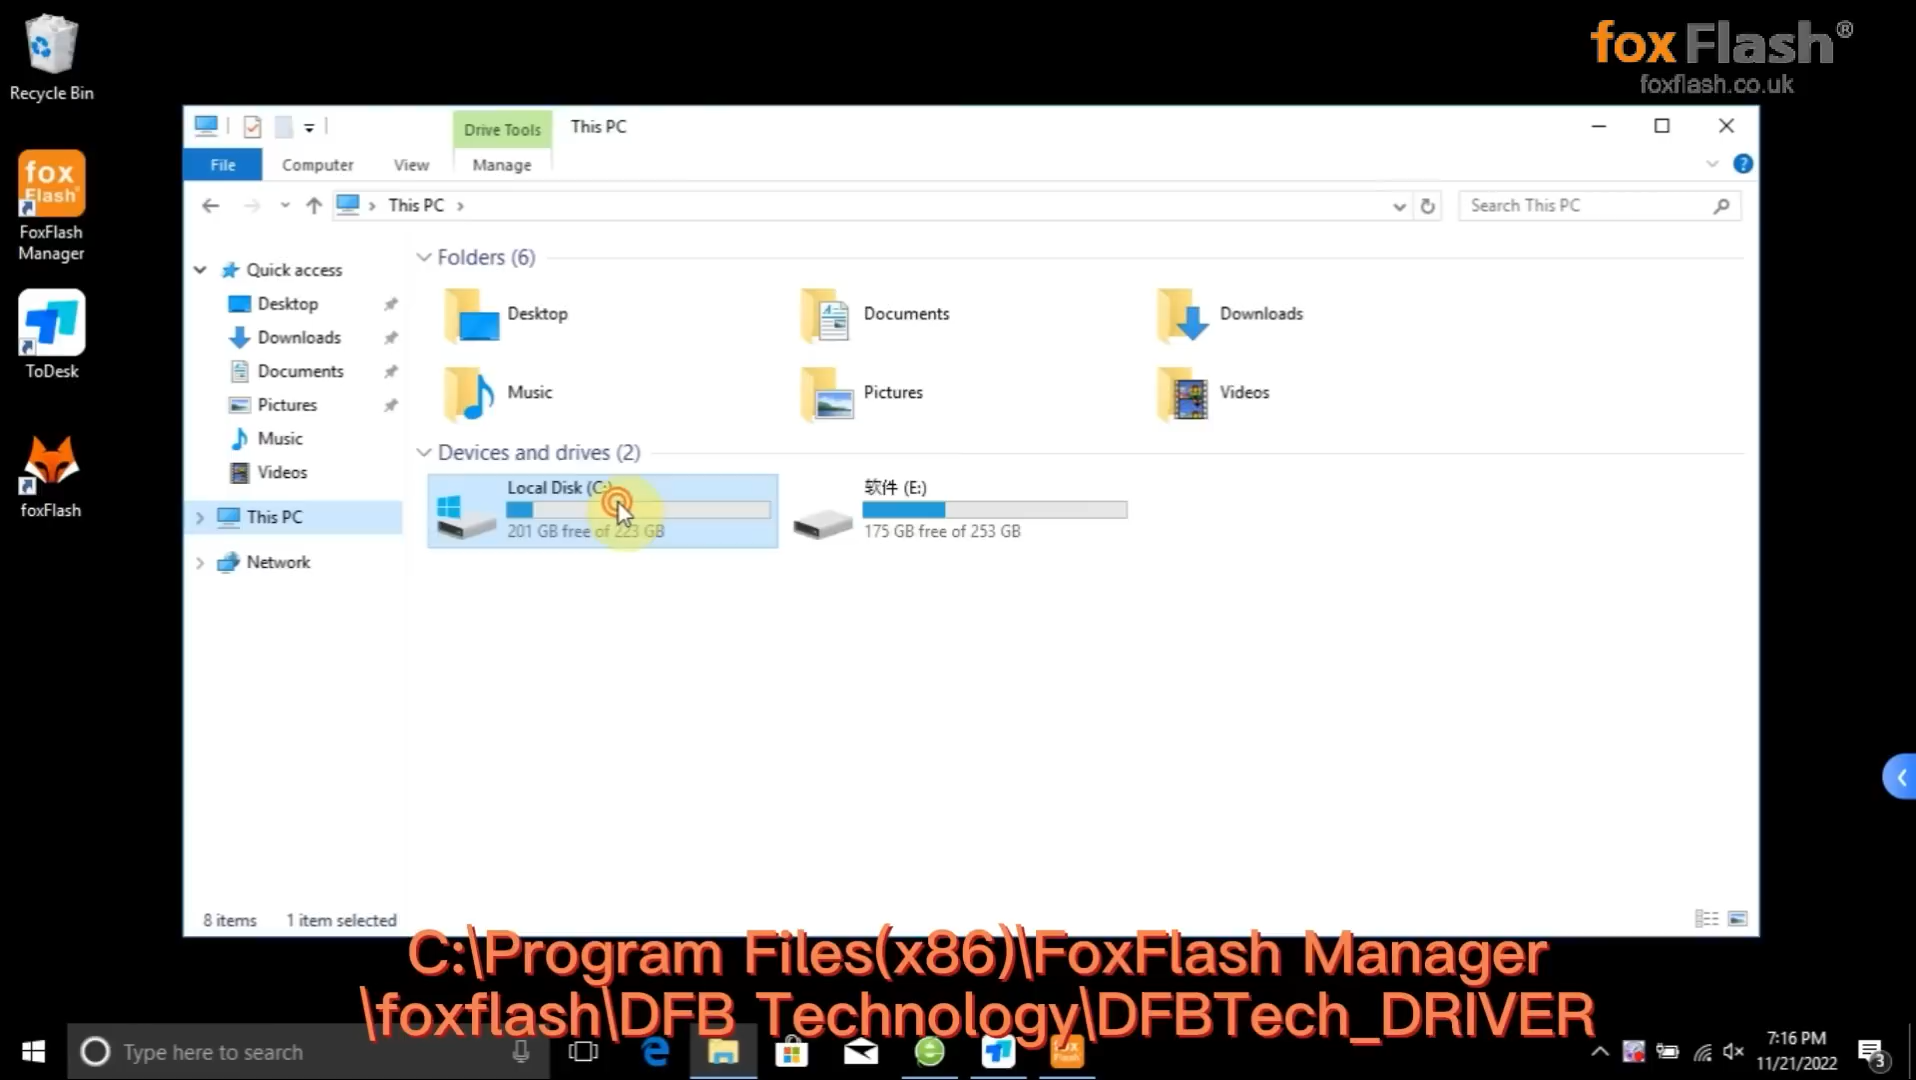 Recycle Bin
fox Flash®
foxflash.co.uk
Drive Tools
This PC
File
Computer
View
Manage
This PC
Search This PC
fox
Flash
FoxFlash
Manager
ToDesk
foxFlash
Quick access
Desktop
Downloads
Documents
Pictures
Music
Videos
This PC
Network
Folders (6)
Desktop
Documents
Downloads
Music
Pictures
Videos
Devices and drives (2)
Local Disk (C:)
201 GB free of 223 GB
软件 (E:)
175 GB free of 253 GB
8 items
1 item selected
C:\Program Files(x86)\FoxFlash Manager
\foxflash\DFB Technology\DFBTech_DRIVER
Type here to search
fox
Flash
7:16 PM
11/21/2022
3